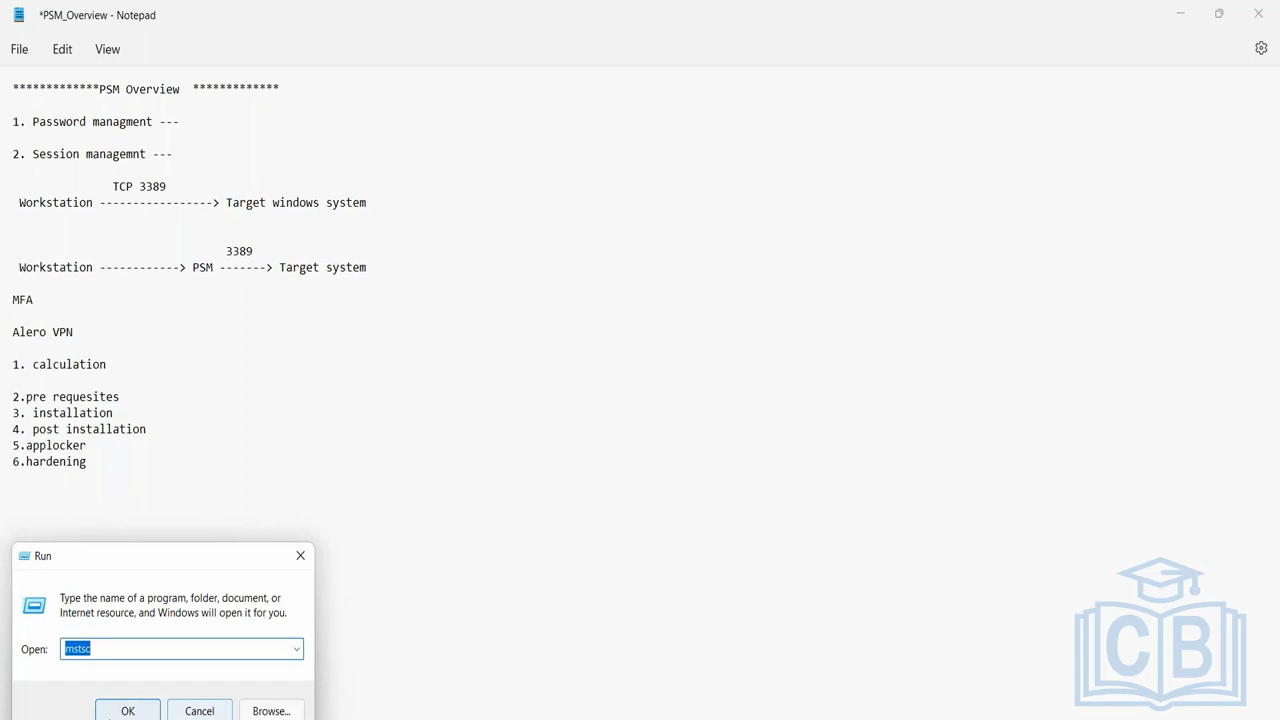 *PSM_Overview - Notepad
File Edit View
*************PSM Overview  *************
1. Password managment ---
2. Session managemnt ---
TCP 3389
Workstation -----------------> Target windows system
3389
Workstation ------------> PSM -------> Target system
MFA
Alero VPN
1. calculation
2.pre requesites
3. installation
4. post installation
5.applocker
6.hardening
Run
Type the name of a program, folder, document, or
Internet resource, and Windows will open it for you.
Open: mstsc
OK Cancel Browse...
CB